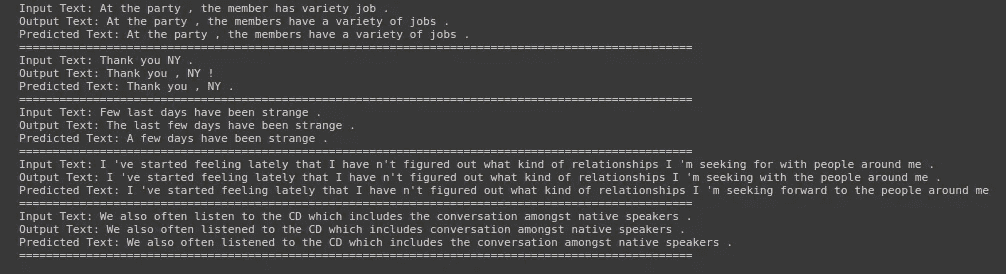 Input Text: At the party , the member has variety job .
Output Text: At the party , the members have a variety of jobs .
Predicted Text: At the party , the members have a variety of jobs .
====================================================================================================
Input Text: Thank you NY .
Output Text: Thank you , NY !
Predicted Text: Thank you , NY .
====================================================================================================
Input Text: Few last days have been strange .
Output Text: The last few days have been strange .
Predicted Text: A few days have been strange .
====================================================================================================
Input Text: I 've started feeling lately that I have n't figured out what kind of relationships I 'm seeking for with people around me .
Output Text: I 've started feeling lately that I have n't figured out what kind of relationships I 'm seeking with the people around me .
Predicted Text: I 've started feeling lately that I have n't figured out what kind of relationships I 'm seeking forward to the people around me
====================================================================================================
Input Text: We also often listen to the CD which includes the conversation amongst native speakers .
Output Text: We also often listened to the CD which includes conversation amongst native speakers .
Predicted Text: We also often listened to the CD which includes the conversation amongst native speakers .
====================================================================================================